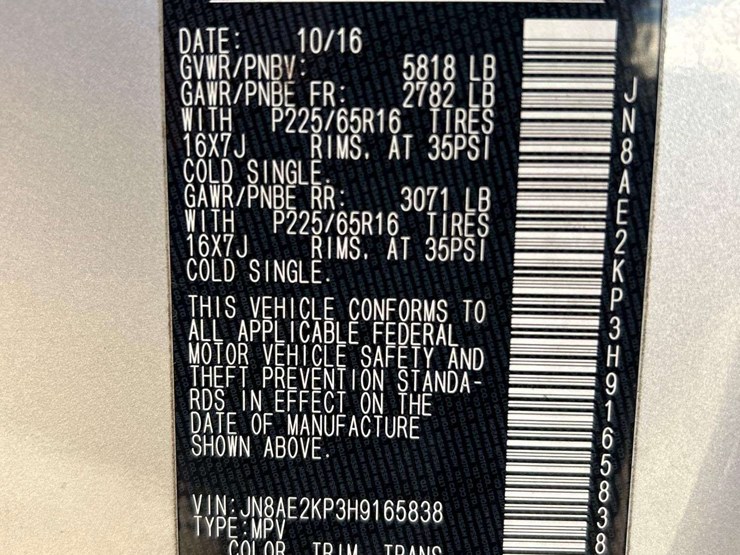 DATE: 10/16
GVWR/PNBV: 5818 LB
GAWR/PNBE FR: 2782 LB
WITH P225/65R16 TIRES
16X7J RIMS, AT 35PSI
COLD SINGLE.
GAWR/PNBE RR: 3071 LB
WITH P225/65R16 TIRES
16X7J RIMS, AT 35PSI
COLD SINGLE.
THIS VEHICLE CONFORMS TO
ALL APPLICABLE FEDERAL
MOTOR VEHICLE SAFETY AND
THEFT PREVENTION STANDA-
RDS IN EFFECT ON THE
DATE OF MANUFACTURE
SHOWN ABOVE.
VIN:JN8AE2KP3H9165838
TYPE:MPV
COLOR TRIM TRANS
JN8AE2KP3H9165838